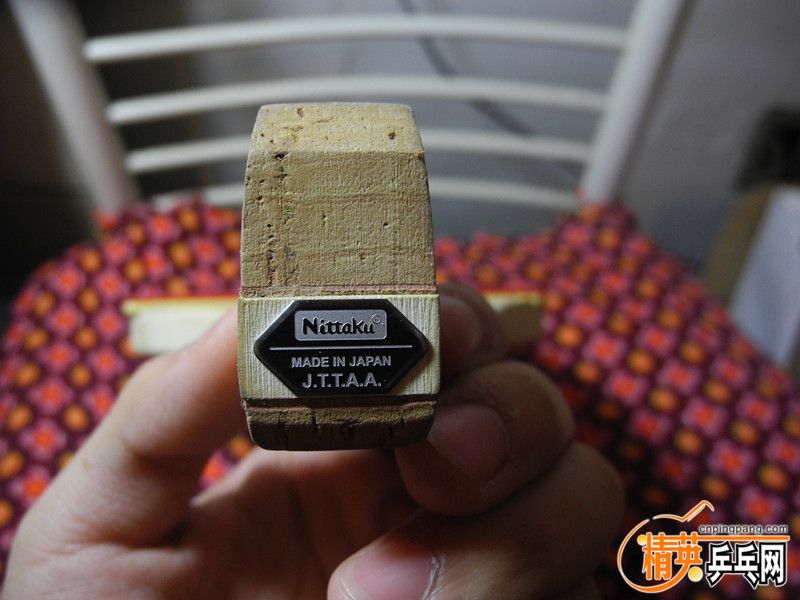 Nittaku©
MADE IN JAPAN
J.T.T.A.A.
cnpingpang.com
精英乒乓网